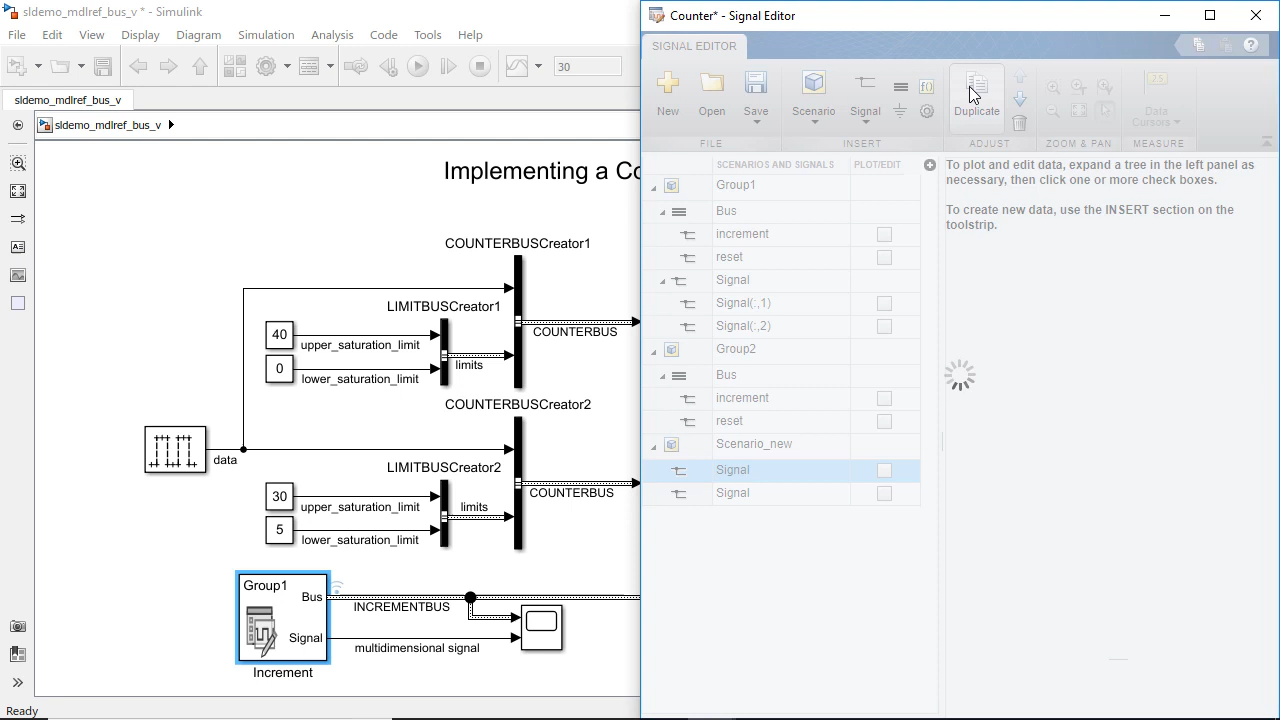 sldemo_mdlref_bus_v * - Simulink
File Edit View Display Diagram Simulation Analysis Code Tools Help
30
sldemo_mdlref_bus_v
sldemo_mdlref_bus_v
Implementing a Co
COUNTERBUSCreator1
LIMITBUSCreator1
40
upper_saturation_limit
COUNTERBUS
limits
0
lower_saturation_limit
COUNTERBUSCreator2
data
LIMITBUSCreator2
30
upper_saturation_limit
limits
COUNTERBUS
5
lower_saturation_limit
Group1
Bus
INCREMENTBUS
Signal
multidimensional signal
Increment
Ready
Counter* - Signal Editor
SIGNAL EDITOR
New Open Save Scenario Signal Duplicate Data
Cursors
FILE INSERT ADJUST ZOOM & PAN MEASURE
SCENARIOS AND SIGNALS PLOT/EDIT
Group1
Bus
increment
reset
Signal
Signal(:,1)
Signal(:,2)
Group2
Bus
increment
reset
Scenario_new
Signal
Signal
To plot and edit data, expand a tree in the left panel as
necessary, then click one or more check boxes.
To create new data, use the INSERT section on the
toolstrip.